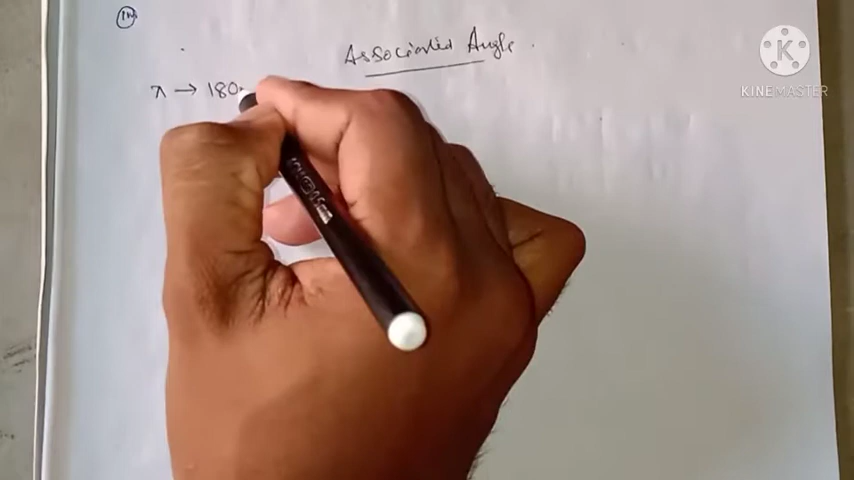 Associated Angle
π → 180
K
KINEMASTER